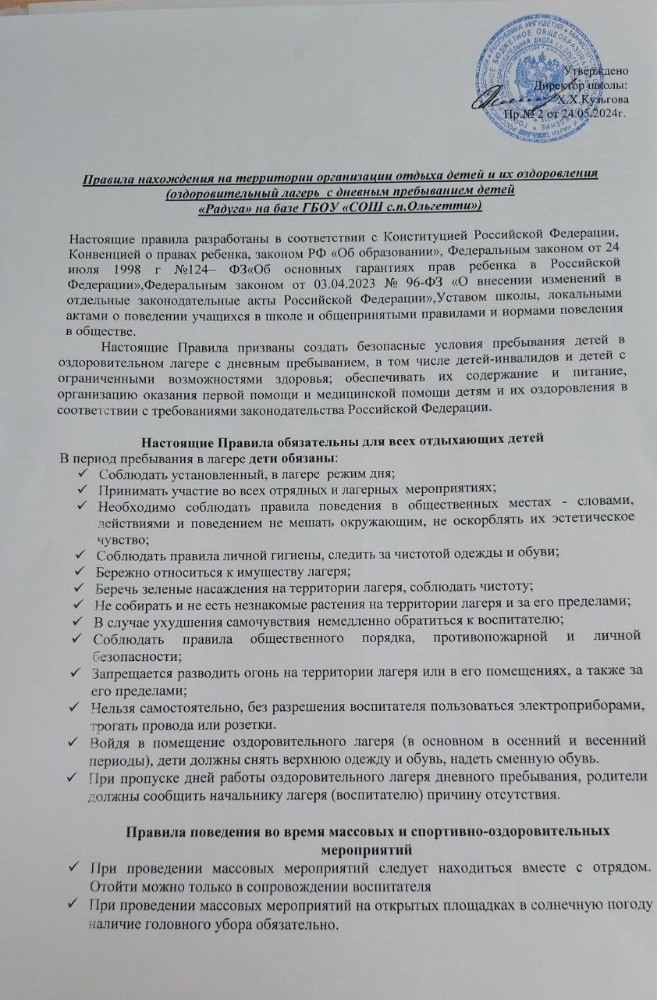 Утверждено
Директор школы:
Х.Х.Кузьгова
Пр.№ 2 от 24.05.2024г.
Правила нахождения на территории организации отдыха детей и их оздоровления
(оздоровительный лагерь с дневным пребыванием детей
«Радуга» на базе ГБОУ «СОШ с.п.Ольгетти»)
Настоящие правила разработаны в соответствии с Конституцией Российской Федерации,
Конвенцией о правах ребенка, законом РФ «Об образовании», Федеральным законом от 24
июля 1998 г №124– ФЗ«Об основных гарантиях прав ребенка в Российской
Федерации»,Федеральным законом от 03.04.2023 № 96-ФЗ «О внесении изменений в
отдельные законодательные акты Российской Федерации»,Уставом школы, локальными
актами о поведении учащихся в школе и общепринятыми правилами и нормами поведения
в обществе.
Настоящие Правила призваны создать безопасные условия пребывания детей в
оздоровительном лагере с дневным пребыванием, в том числе детей-инвалидов и детей с
ограниченными возможностями здоровья; обеспечивать их содержание и питание,
организацию оказания первой помощи и медицинской помощи детям и их оздоровления в
соответствии с требованиями законодательства Российской Федерации.
Настоящие Правила обязательны для всех отдыхающих детей
В период пребывания в лагере дети обязаны:
✓ Соблюдать установленный, в лагере режим дня;
✓ Принимать участие во всех отрядных и лагерных мероприятиях;
✓ Необходимо соблюдать правила поведения в общественных местах - словами,
действиями и поведением не мешать окружающим, не оскорблять их эстетическое
чувство;
✓ Соблюдать правила личной гигиены, следить за чистотой одежды и обуви;
✓ Бережно относиться к имуществу лагеря;
✓ Беречь зеленые насаждения на территории лагеря, соблюдать чистоту;
✓ Не собирать и не есть незнакомые растения на территории лагеря и за его пределами;
✓ В случае ухудшения самочувствия немедленно обратиться к воспитателю;
✓ Соблюдать правила общественного порядка, противопожарной и личной
безопасности;
✓ Запрещается разводить огонь на территории лагеря или в его помещениях, а также за
его пределами;
✓ Нельзя самостоятельно, без разрешения воспитателя пользоваться электроприборами,
трогать провода или розетки.
✓ Войдя в помещение оздоровительного лагеря (в основном в осенний и весенний
периоды), дети должны снять верхнюю одежду и обувь, надеть сменную обувь.
✓ При пропуске дней работы оздоровительного лагеря дневного пребывания, родители
должны сообщить начальнику лагеря (воспитателю) причину отсутствия.
Правила поведения во время массовых и спортивно-оздоровительных
мероприятий
✓ При проведении массовых мероприятий следует находиться вместе с отрядом.
Отойти можно только в сопровождении воспитателя
✓ При проведении массовых мероприятий на открытых площадках в солнечную погоду
наличие головного убора обязательно.